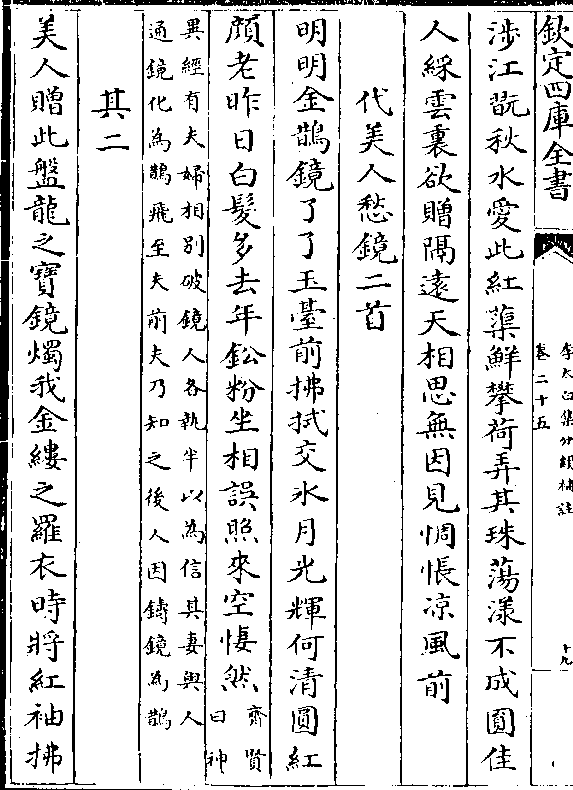 欽定四庫全書
李太白集分類補註
卷二十五
十九
涉江翫秋水愛此紅蕖鮮攀荷弄其珠蕩漾不成圓佳
人綵雲裏欲贈隔遠天相思無因見惆悵凉風前
代美人愁鏡二首
明明金鵲鏡了了玉臺前拂拭交氷月光輝何清圓紅
顔老昨日白髮多去年鉛粉坐相誤照來空悽然
齊賢
曰神
異經有夫婦相别破鏡人各執半以為信其妻與人
通鏡化為鵲飛至夫前夫乃知之後人因鑄鏡為鵲
其二
美人贈此盤龍之寶鏡燭我金縷之羅衣時將紅袖拂